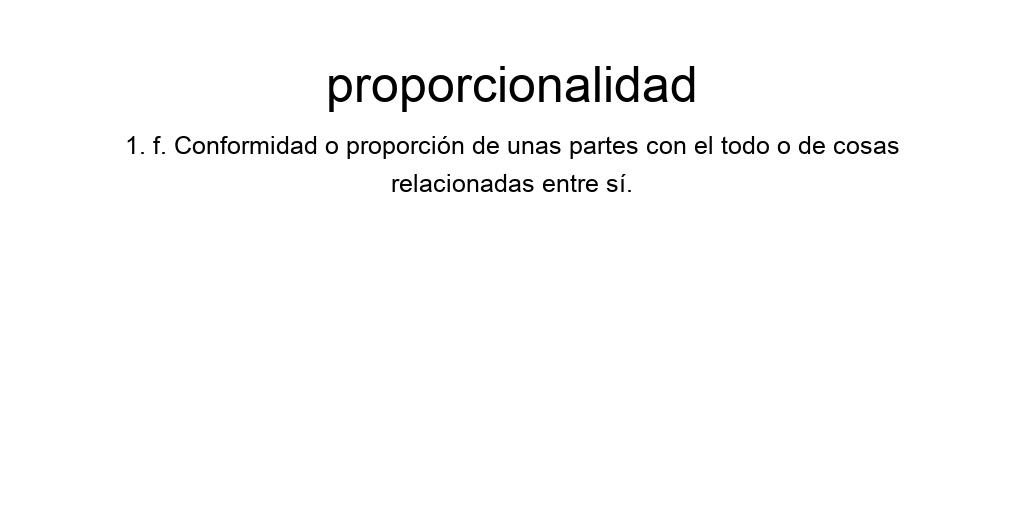 proporcionalidad
1. f. Conformidad o proporción de unas partes con el todo o de cosas
relacionadas entre sí.